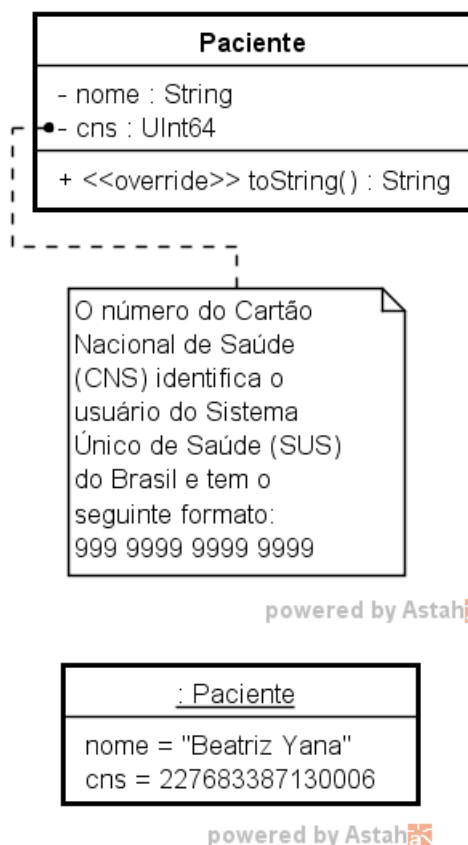 Paciente
- nome : String
- cns : UInt64
+ <<override>> toString() : String
O número do Cartão
Nacional de Saúde
(CNS) identifica o
usuário do Sistema
Único de Saúde (SUS)
do Brasil e tem o
seguinte formato:
999 9999 9999 9999
powered by Astah
: Paciente
nome = "Beatriz Yana"
cns = 227683387130006
powered by Astah